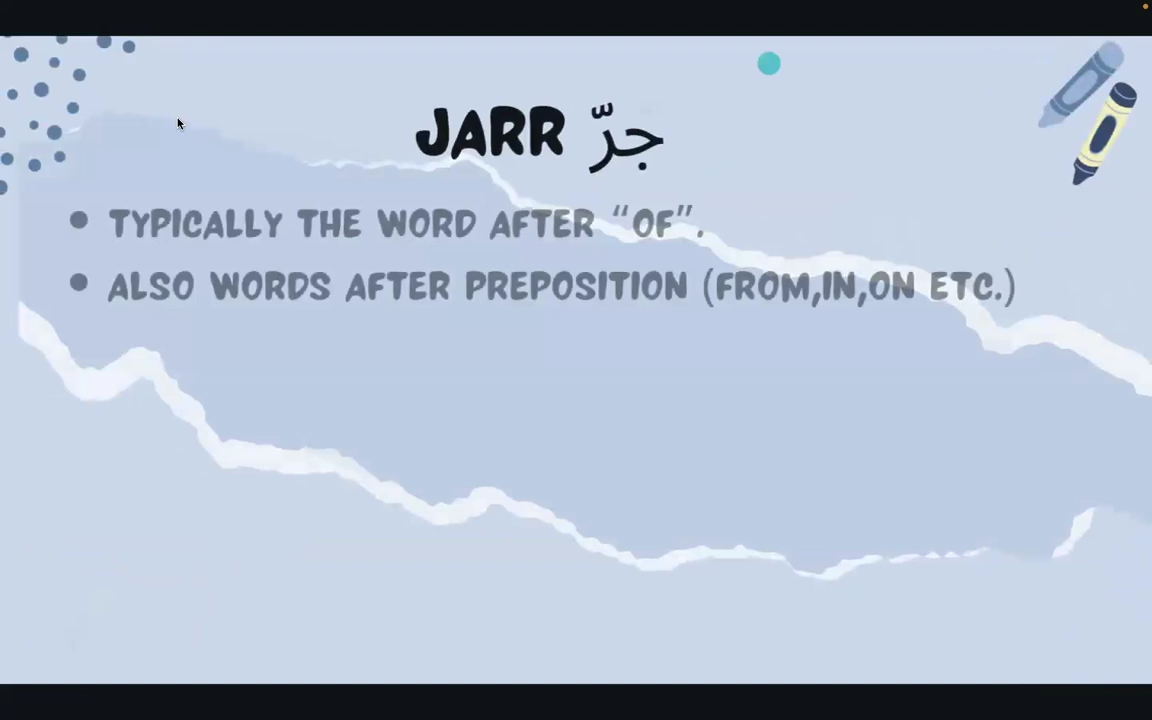 JARR جرّ
• TYPICALLY THE WORD AFTER "OF".
• ALSO WORDS AFTER PREPOSITION (FROM,IN,ON ETC.)